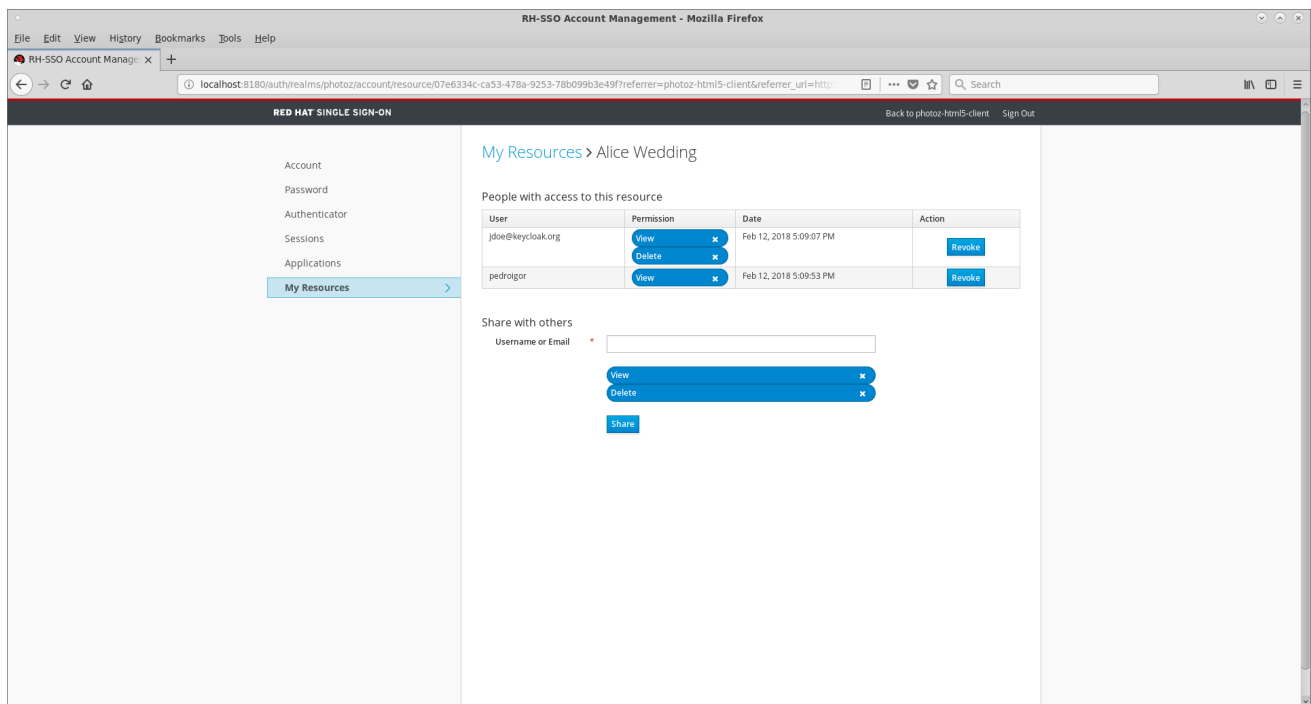 RH-SSO Account Management - Mozilla Firefox
File Edit View History Bookmarks Tools Help
RH-SSO Account Manage
localhost:8180/auth/realms/photoz/account/resource/07e6334c-ca53-478a-9253-78b099b3e49f?referrer=photoz-html5-client&referrer_uri=http
Search
RED HAT SINGLE SIGN-ON Back to photoz-html5-client Sign Out
Account
Password
Authenticator
Sessions
Applications
My Resources
My Resources > Alice Wedding
People with access to this resource
User Permission Date Action
jdoe@keycloak.org View Feb 12, 2018 5:09:07 PM Revoke
Delete
pedroigor View Feb 12, 2018 5:09:53 PM Revoke
Share with others
Username or Email *
View
Delete
Share